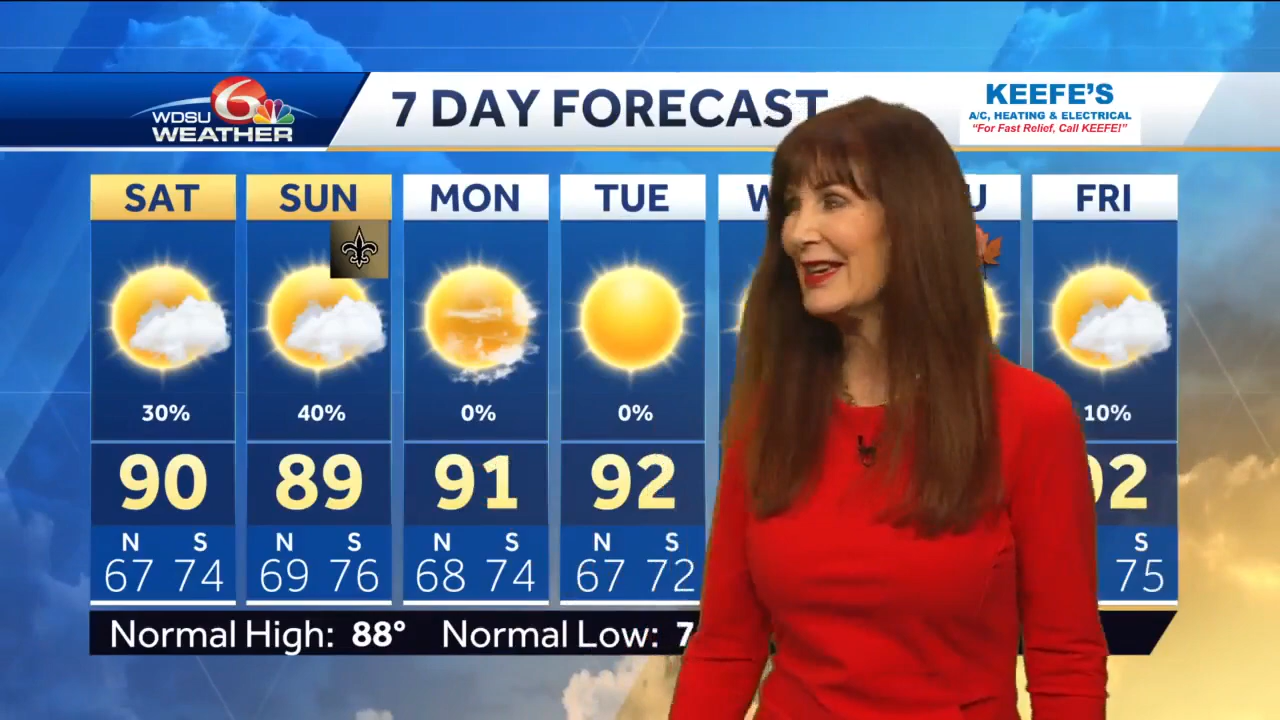 WDSU 6
WEATHER
7 DAY FORECAST
KEEFE'S
A/C, HEATING & ELECTRICAL
"For Fast Relief, Call KEEFE!"
SAT SUN MON TUE W U FRI
30% 40% 0% 0% 10%
90 89 91 92 92
N S N S N S N S S
67 74 69 76 68 74 67 72 75
Normal High: 88° Normal Low: 7